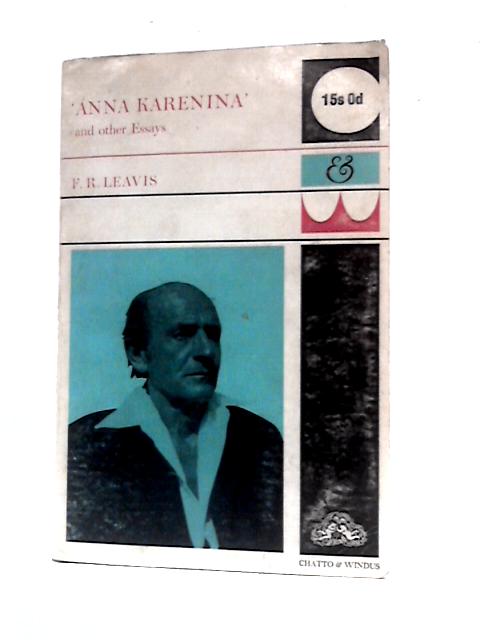 'ANNA KARENINA'
and other Essays
F. R. LEAVIS
15s 0d
&
CHATTO & WINDUS